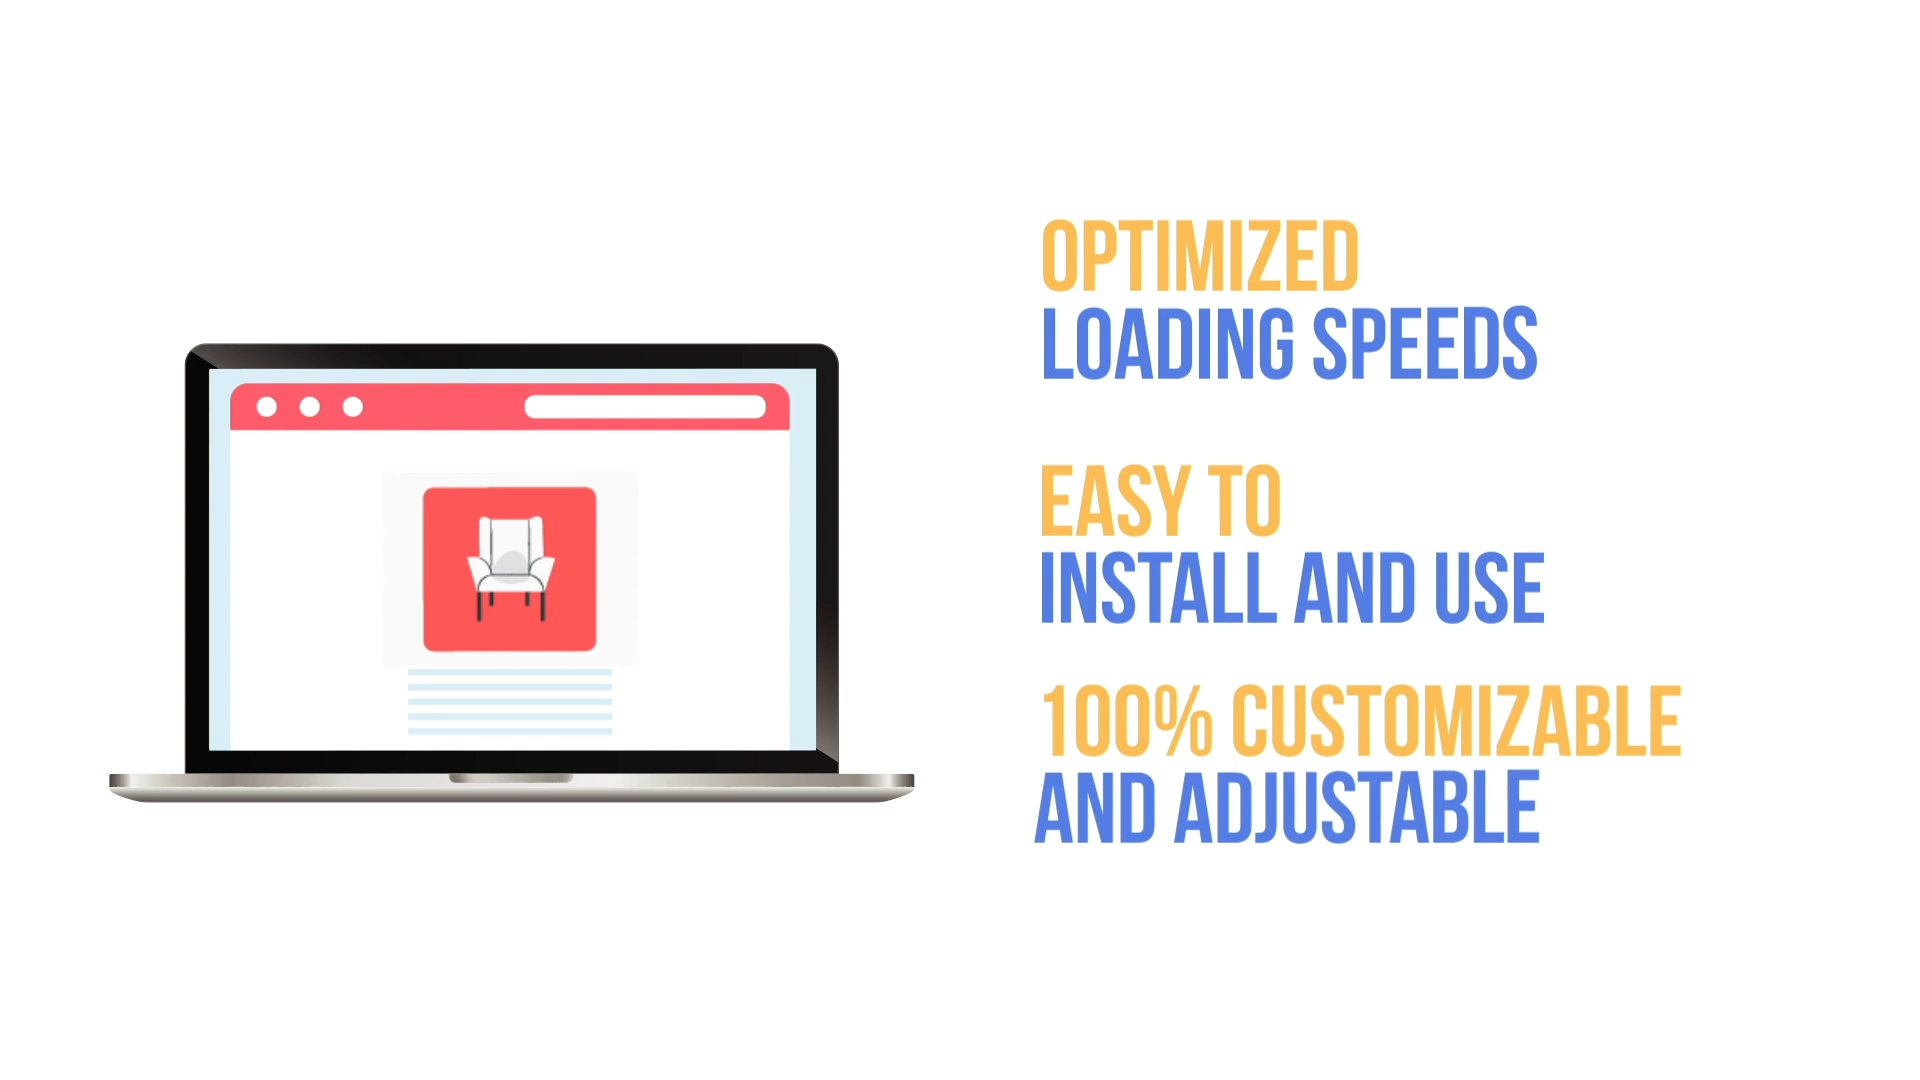 OPTIMIZED
LOADING SPEEDS
EASY TO
INSTALL AND USE
100% CUSTOMIZABLE
AND ADJUSTABLE